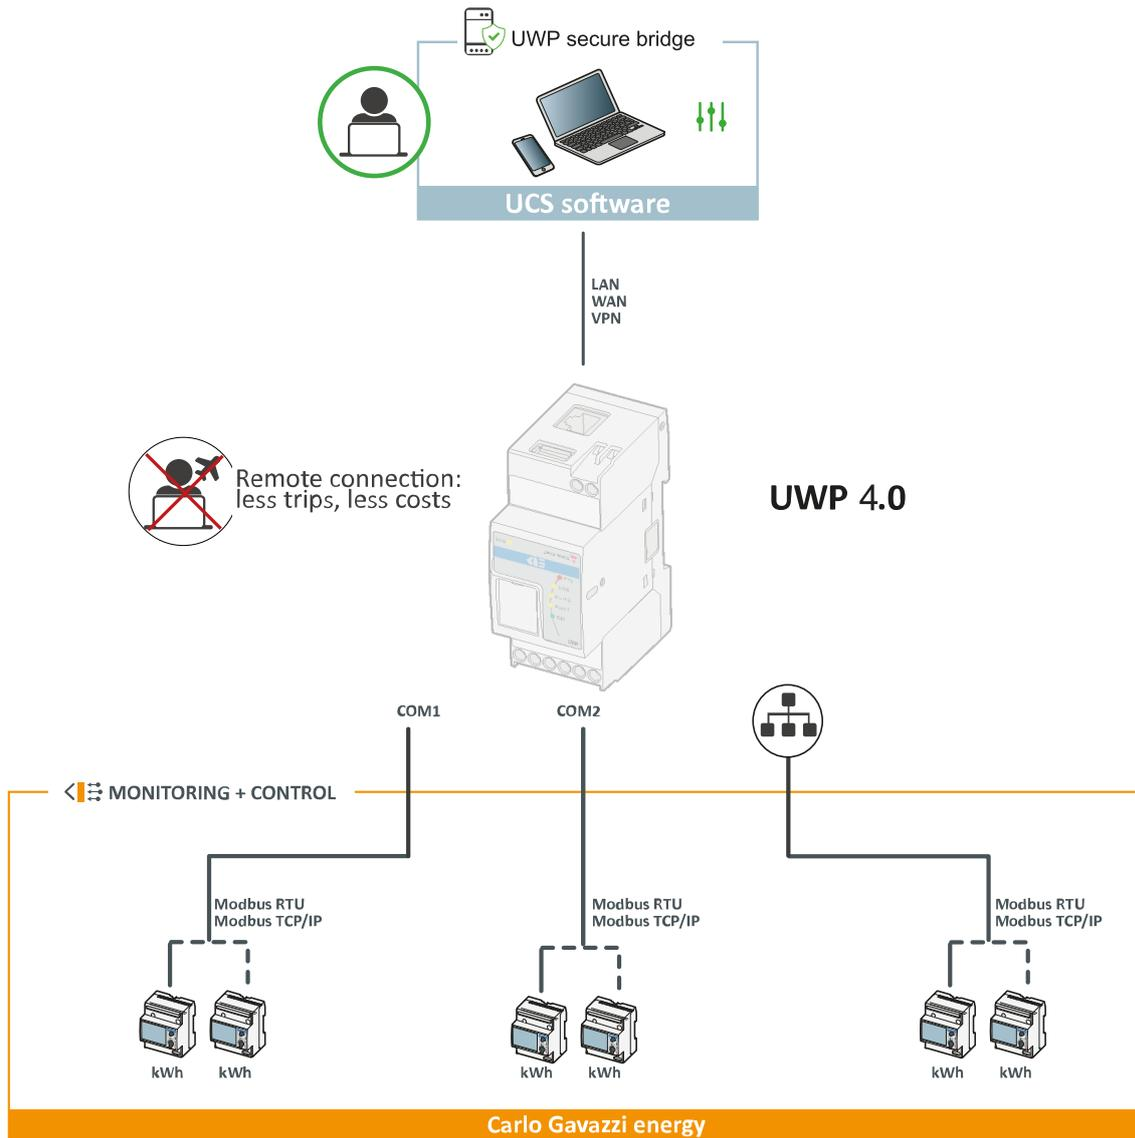 UWP secure bridge
UCS software
LAN
WAN
VPN
Remote connection:
less trips, less costs
UWP 4.0
COM1
COM2
MONITORING + CONTROL
Modbus RTU
Modbus TCP/IP
Modbus RTU
Modbus TCP/IP
Modbus RTU
Modbus TCP/IP
kWh
kWh
kWh
kWh
kWh
kWh
Carlo Gavazzi energy